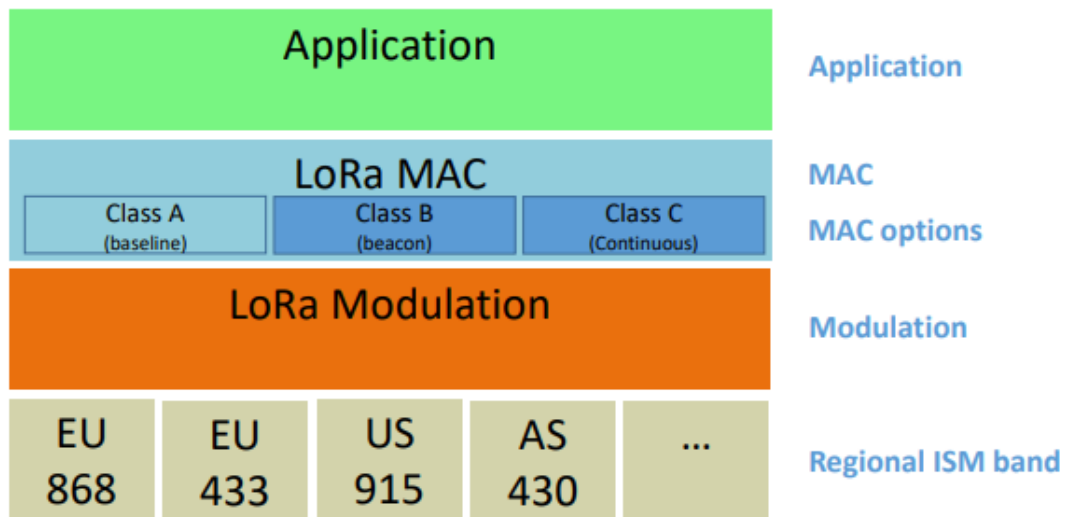 Application
Application
LoRa MAC
MAC
Class A
(baseline)
Class B
(beacon)
Class C
(Continuous)
MAC options
LoRa Modulation
Modulation
EU
868
EU
433
US
915
AS
430
...
Regional ISM band